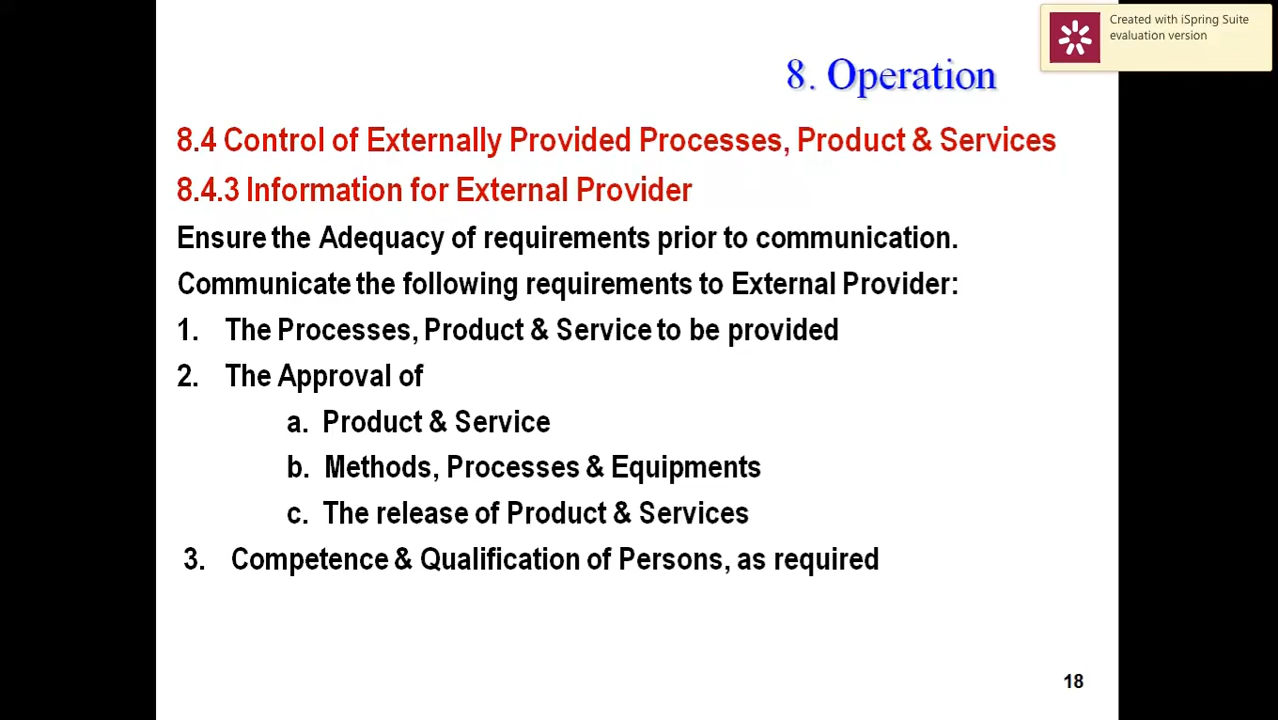 Created with iSpring Suite
evaluation version
8. Operation
8.4 Control of Externally Provided Processes, Product & Services
8.4.3 Information for External Provider
Ensure the Adequacy of requirements prior to communication.
Communicate the following requirements to External Provider:
1. The Processes, Product & Service to be provided
2. The Approval of
a. Product & Service
b. Methods, Processes & Equipments
c. The release of Product & Services
3. Competence & Qualification of Persons, as required
18